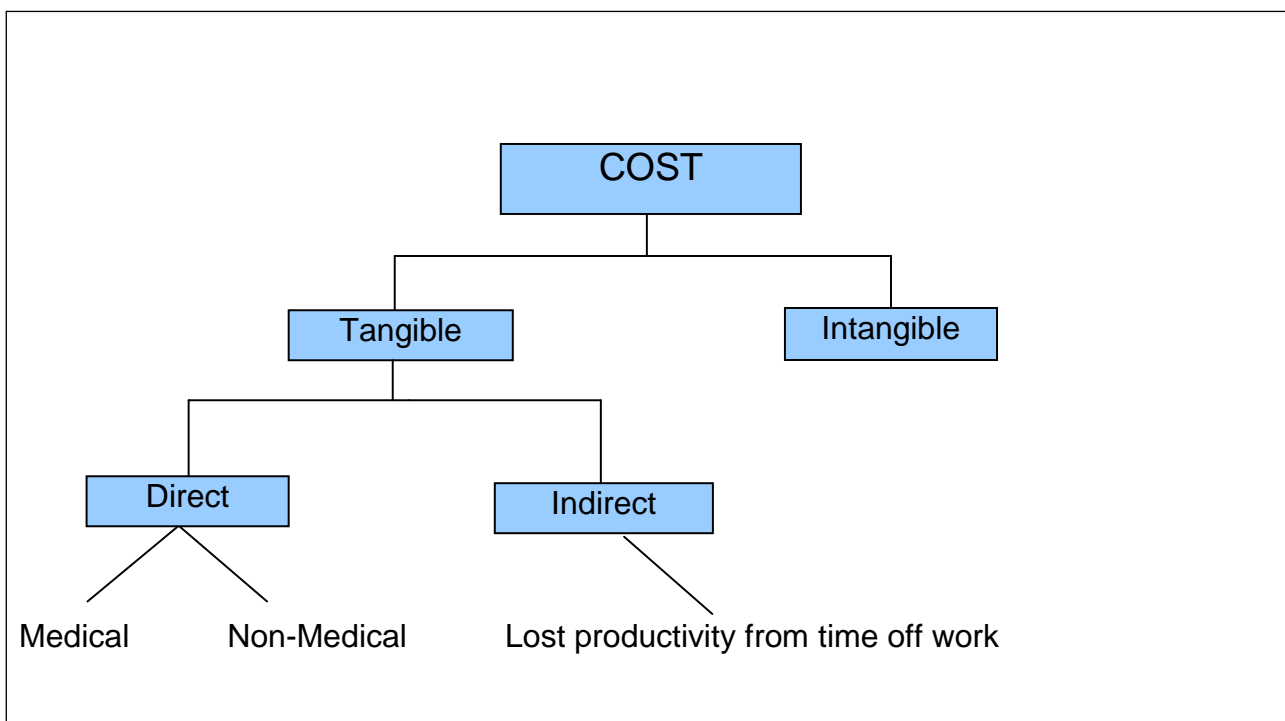 COST
Tangible
Intangible
Direct
Indirect
Medical
Non-Medical
Lost productivity from time off work